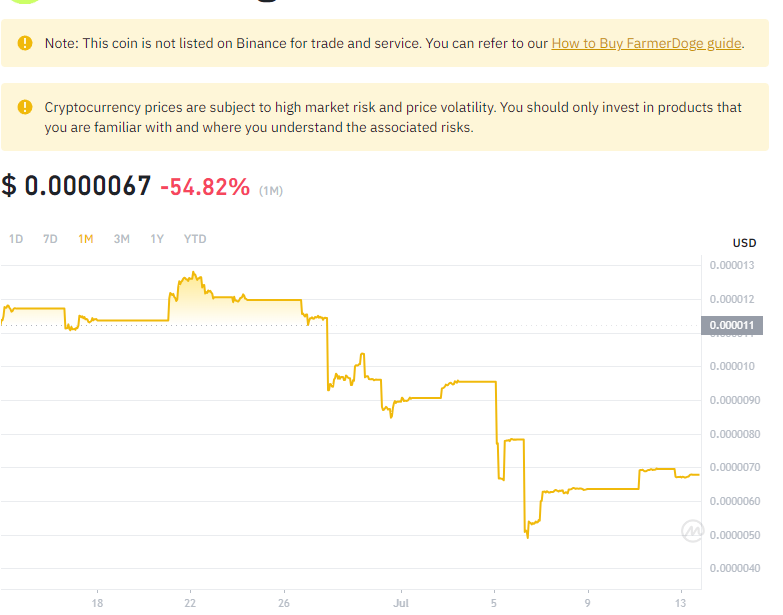 Note: This coin is not listed on Binance for trade and service. You can refer to our How to Buy FarmerDoge guide.
Cryptocurrency prices are subject to high market risk and price volatility. You should only invest in products that
you are familiar with and where you understand the associated risks.
$ 0.0000067 -54.82% (1M)
1D 7D 1M 3M 1Y YTD
USD
0.000013
0.000012
0.000011
0.000010
0.0000090
0.0000080
0.0000070
0.0000060
0.0000050
0.0000040
18 22 26 Jul 5 9 13